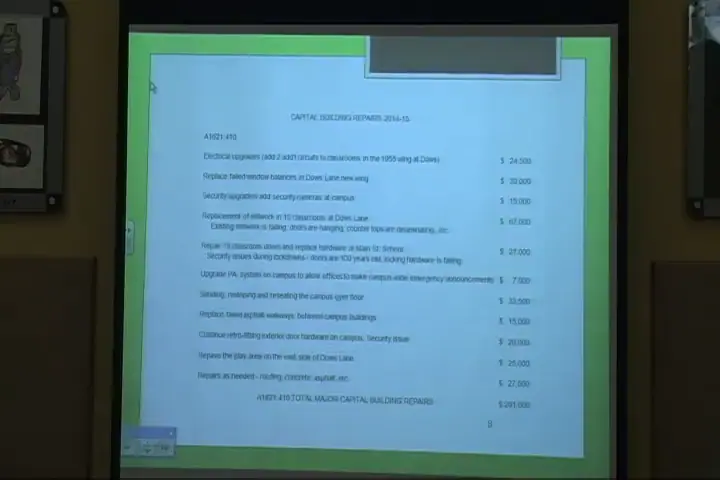 CAPITAL BUILDING REPAIRS 2014-15
A1621.410
Electrical upgrades (add 2 add'l circuits to classrooms in the 1955 wing at Dows) $ 24,500
Replace failed window balances in Dows Lane new wing $ 30,000
Security upgrades add security cameras at campus $ 15,000
Replacement of millwork in 10 classrooms at Dows Lane $ 62,000
Existing millwork is failing, doors are hanging, counter tops are delaminating, etc.
Repair classroom doors and replace hardware at Main St. School $ 27,000
Security issues during lockdowns - doors are 100 years old, locking hardware is failing
Upgrade P.A. system on campus to allow offices to make campus-wide emergency announcements $ 7,000
Sanding, relining and resealing the campus gym floor $ 33,500
Replace failed asphalt walkways between campus buildings $ 15,000
Continue retro-fitting exterior door hardware on campus, Security issue $ 20,000
Repave the play area on the east side of Dows Lane $ 25,000
Repairs as needed - roofing, concrete, asphalt, etc. $ 27,000
TOTAL MAJOR CAPITAL BUILDING REPAIRS $ 291,000